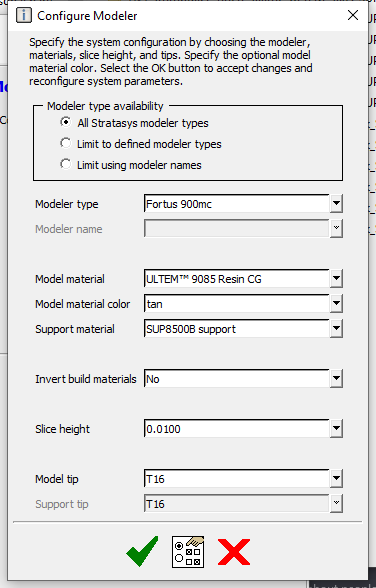 Configure Modeler
Specify the system configuration by choosing the modeler,
materials, slice height, and tips. Specify the optional model
material color. Select the OK button to accept changes and
reconfigure system parameters.
Modeler type availability
All Stratasys modeler types
Limit to defined modeler types
Limit using modeler names
Modeler type Fortus 900mc
Modeler name
Model material ULTEM™ 9085 Resin CG
Model material color tan
Support material SUP8500B support
Invert build materials No
Slice height 0.0100
Model tip T16
Support tip T16